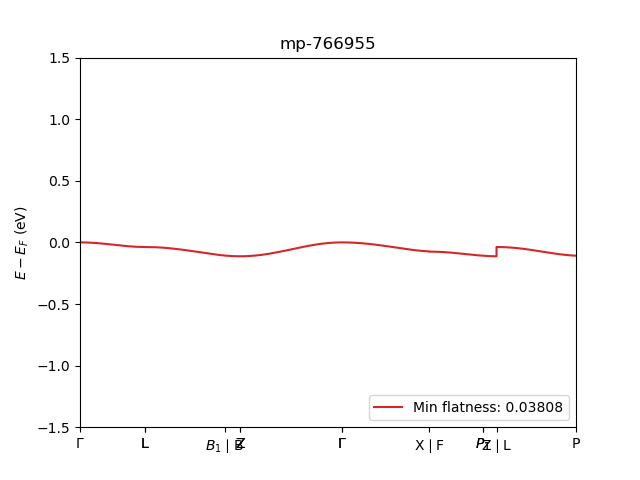 mp-766955
E − E_F (eV)
1.5
1.0
0.5
0.0
−0.5
−1.0
−1.5
Min flatness: 0.03808
Γ L B₁ | B Z Γ X | F P₁ Z | L P